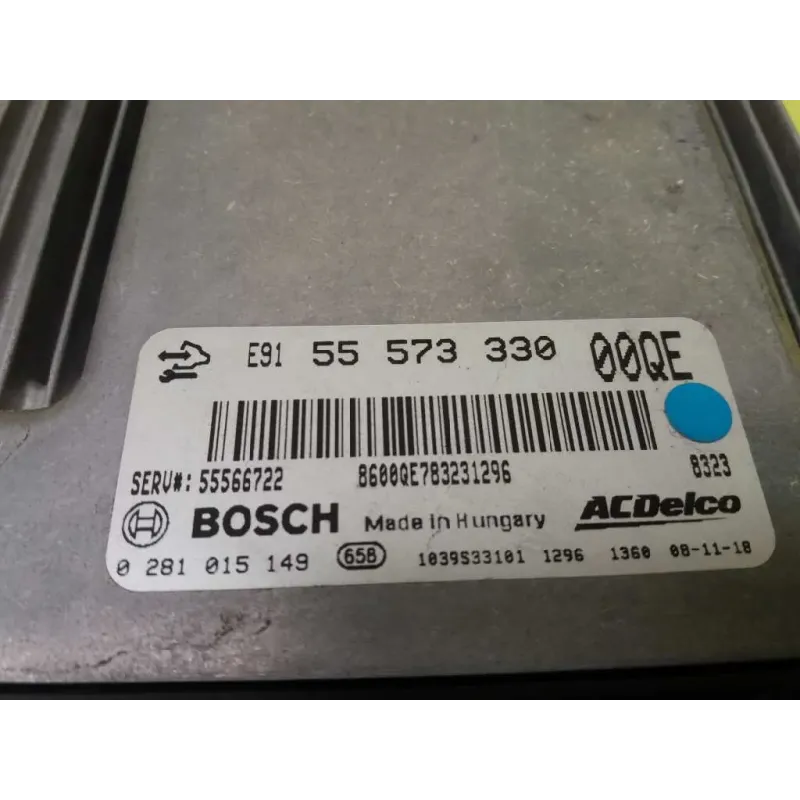 E91 55 573 330 00QE
SERV#: 55566722 8600QE783231296 8323
BOSCH Made in Hungary ACDelco
0 281 015 149 658 1039S33101 1296 1360 08-11-18